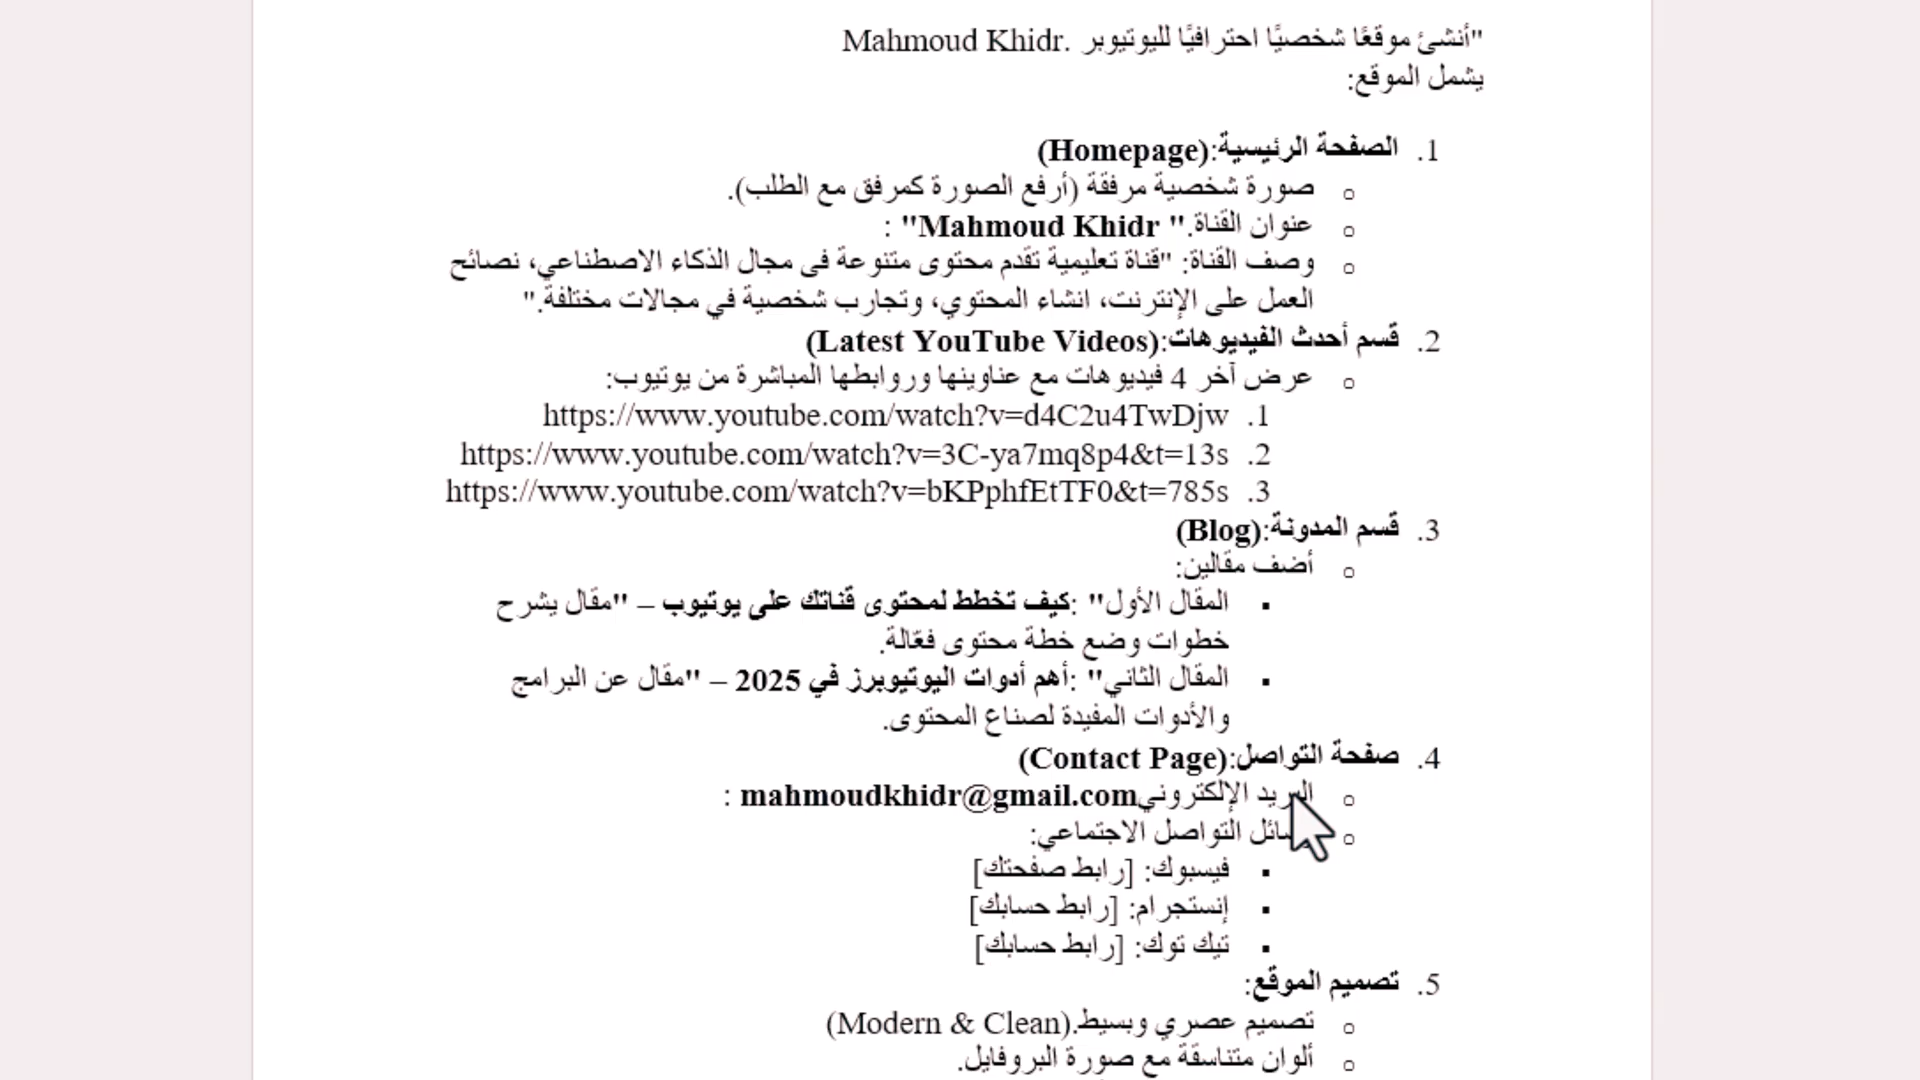 "أنشئ موقعًا شخصيًّا احترافيًّا لليوتيوبر Mahmoud Khidr.
يشمل الموقع:
1. الصفحة الرئيسية:(Homepage)
○ صورة شخصية مرفقة (أرفع الصورة كمرفق مع الطلب).
○ عنوان القناة."Mahmoud Khidr" :
○ وصف القناة: "قناة تعليمية تقدم محتوى متنوعة فى مجال الذكاء الاصطناعي، نصائح
العمل على الإنترنت، انشاء المحتوي، وتجارب شخصية في مجالات مختلفة."
2. قسم أحدث الفيديوهات:(Latest YouTube Videos)
○ عرض آخر 4 فيديوهات مع عناوينها وروابطها المباشرة من يوتيوب:
1. https://www.youtube.com/watch?v=d4C2u4TwDjw
2. https://www.youtube.com/watch?v=3C-ya7mq8p4&t=13s
3. https://www.youtube.com/watch?v=bKPphfEtTF0&t=785s
3. قسم المدونة:(Blog)
○ أضف مقالين:
▪ المقال الأول" :كيف تخطط لمحتوى قناتك على يوتيوب – "مقال يشرح
خطوات وضع خطة محتوى فعّالة.
▪ المقال الثاني" :أهم أدوات اليوتيوبرز في 2025 – "مقال عن البرامج
والأدوات المفيدة لصناع المحتوى.
4. صفحة التواصل:(Contact Page)
○ البريد الإلكترونيmahmoudkhidr@gmail.com :
○ التواصل الاجتماعي:
▪ فيسبوك: [رابط صفحتك]
▪ إنستجرام: [رابط حسابك]
▪ تيك توك: [رابط حسابك]
5. تصميم الموقع:
○ تصميم عصري وبسيط.(Modern & Clean)
○ ألوان متناسقة مع صورة البروفايل.